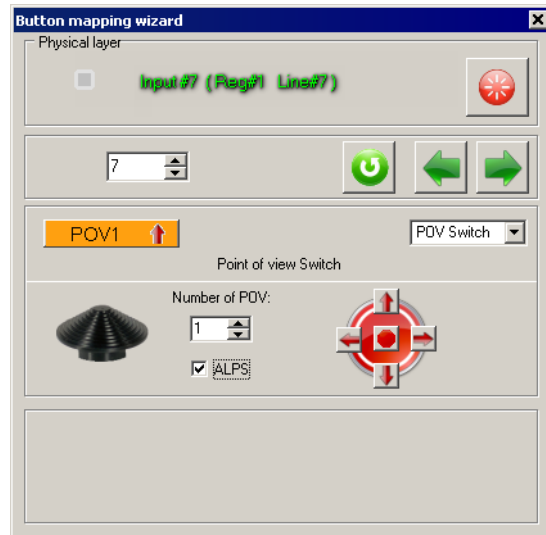 Button mapping wizard
Physical layer
Input #7 ( Reg#1 Line#7 )
7
POV1
POV Switch
Point of view Switch
Number of POV:
1
ALPS